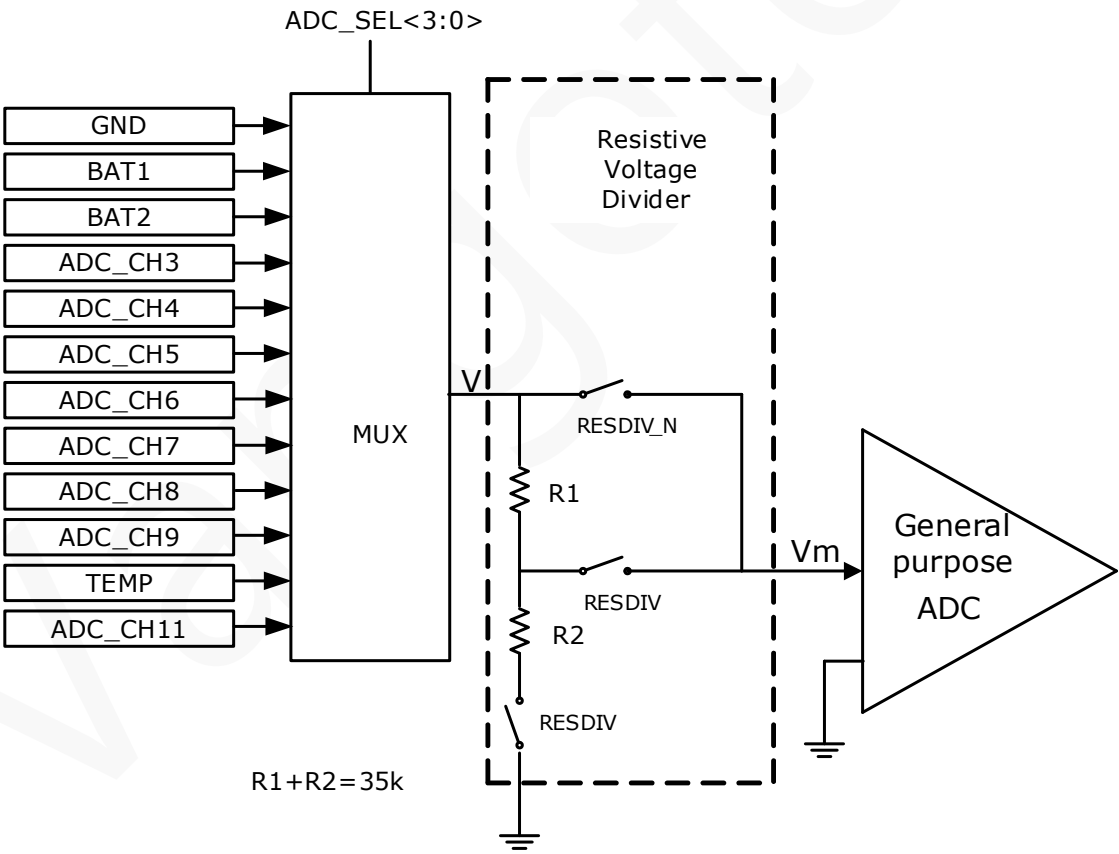 ADC_SEL<3:0>
GND
BAT1
BAT2
ADC_CH3
ADC_CH4
ADC_CH5
ADC_CH6
ADC_CH7
ADC_CH8
ADC_CH9
TEMP
ADC_CH11
MUX
Resistive
Voltage
Divider
V
RESDIV_N
R1
RESDIV
R2
RESDIV
R1+R2=35k
Vm
General
purpose
ADC